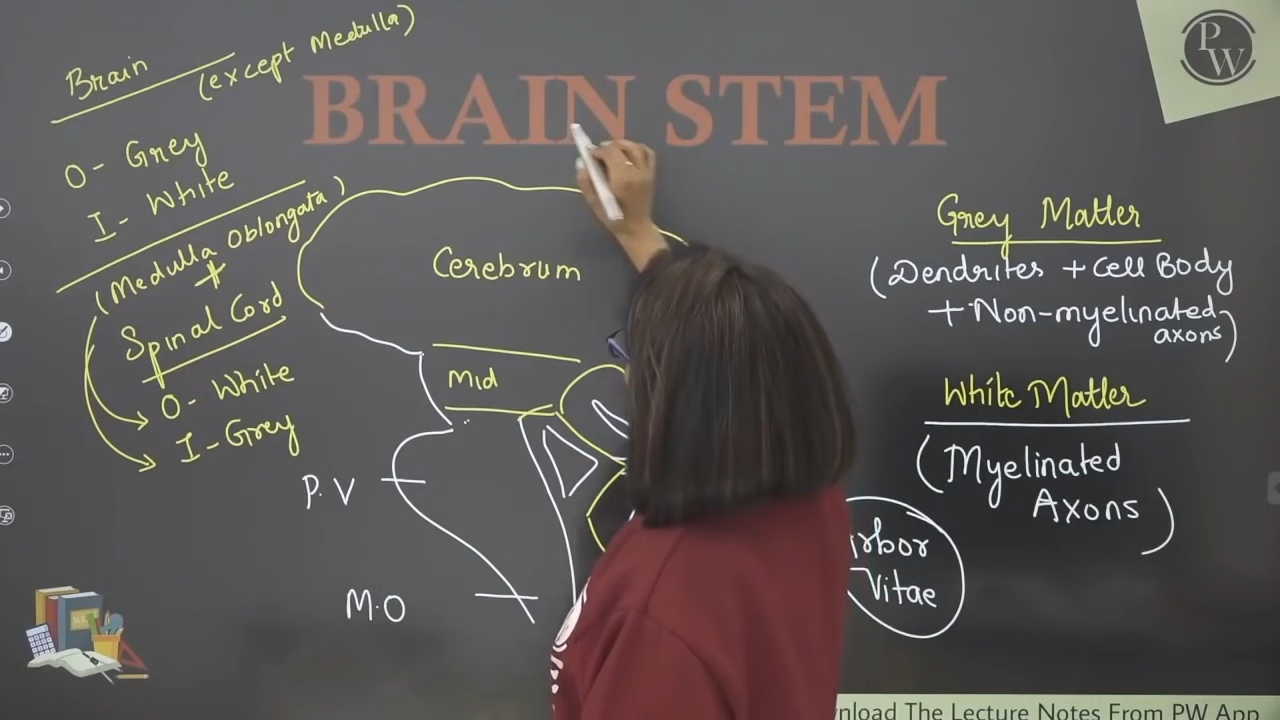 Brain
(except Medulla)
O- Grey
I- White
(Medulla Oblongata)
+
Spinal Cord
O- White
I- Grey
BRAIN STEM
Cerebrum
Mid
P.V
M.O
PW
Grey Matter
(Dendrites + Cell Body
+ Non-myelinated
axons)
White Matter
(Myelinated
Axons)
rbor
Vitae
nload The Lecture Notes From PW App